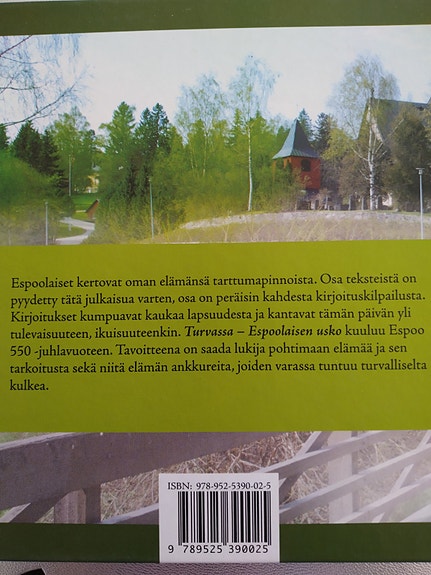 Espoolaiset kertovat oman elämänsä tarttumapinnoista. Osa teksteistä on
pyydetty tätä julkaisua varten, osa on peräisin kahdesta kirjoituskilpailusta.
Kirjoitukset kumpuavat kaukaa lapsuudesta ja kantavat tämän päivän yli
tulevaisuuteen, ikuisuuteenkin. Turvassa – Espoolaisen usko kuuluu Espoo
550 -juhlavuoteen. Tavoitteena on saada lukija pohtimaan elämää ja sen
tarkoitusta sekä niitä elämän ankkureita, joiden varassa tuntuu turvalliselta
kulkea.
ISBN: 978-952-5390-02-5
9 789525 390025